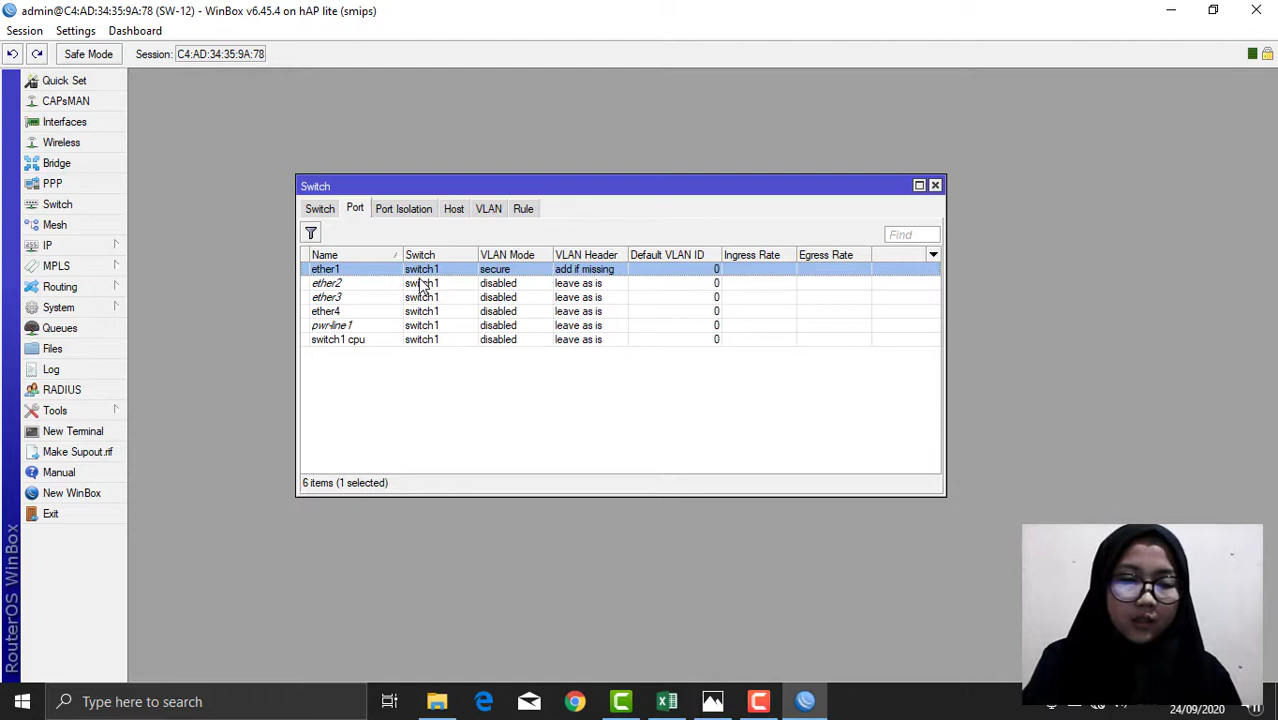 admin@C4:AD:34:35:9A:78 (SW-12) - WinBox v6.45.4 on hAP lite (smips)
Session Settings Dashboard
Safe Mode Session: C4:AD:34:35:9A:78
Quick Set
CAPsMAN
Interfaces
Wireless
Bridge
PPP
Switch
Mesh
IP
MPLS
Routing
System
Queues
Files
Log
RADIUS
Tools
New Terminal
Make Supout.rif
Manual
New WinBox
Exit
RouterOS WinBox
Switch
Switch Port Port Isolation Host VLAN Rule
Find
Name Switch VLAN Mode VLAN Header Default VLAN ID Ingress Rate Egress Rate
ether1 switch1 secure add if missing 0
ether2 switch1 disabled leave as is 0
ether3 switch1 disabled leave as is 0
ether4 switch1 disabled leave as is 0
pwr-line1 switch1 disabled leave as is 0
switch1 cpu switch1 disabled leave as is 0
6 items (1 selected)
Type here to search
24/09/2020